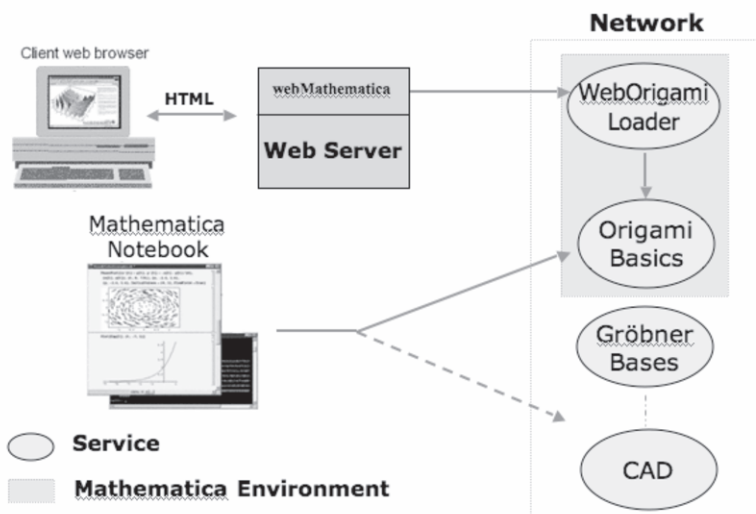 Network
Client web browser
HTML
webMathematica
Web Server
WebOrigami
Loader
Origami
Basics
Mathematica
Notebook
Gröbner
Bases
CAD
Service
Mathematica Environment